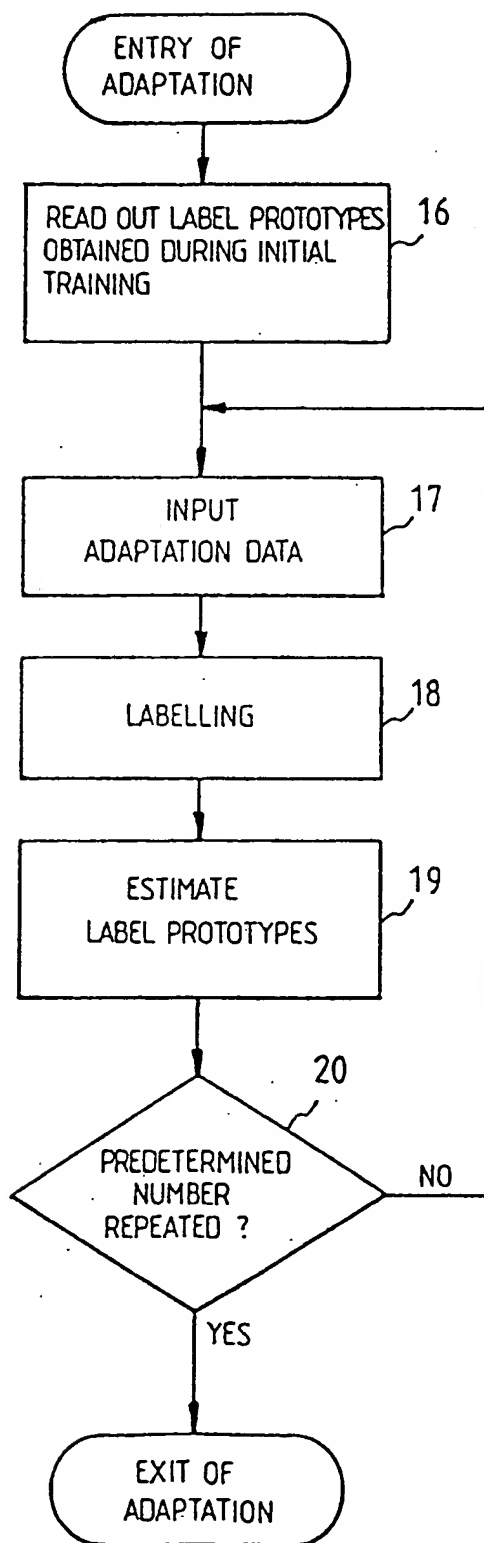 ENTRY OF
ADAPTATION
READ OUT LABEL PROTOTYPES
OBTAINED DURING INITIAL
TRAINING
16
INPUT
ADAPTATION DATA
17
LABELLING
18
ESTIMATE
LABEL PROTOTYPES
19
20
PREDETERMINED
NUMBER
REPEATED ?
NO
YES
EXIT OF
ADAPTATION